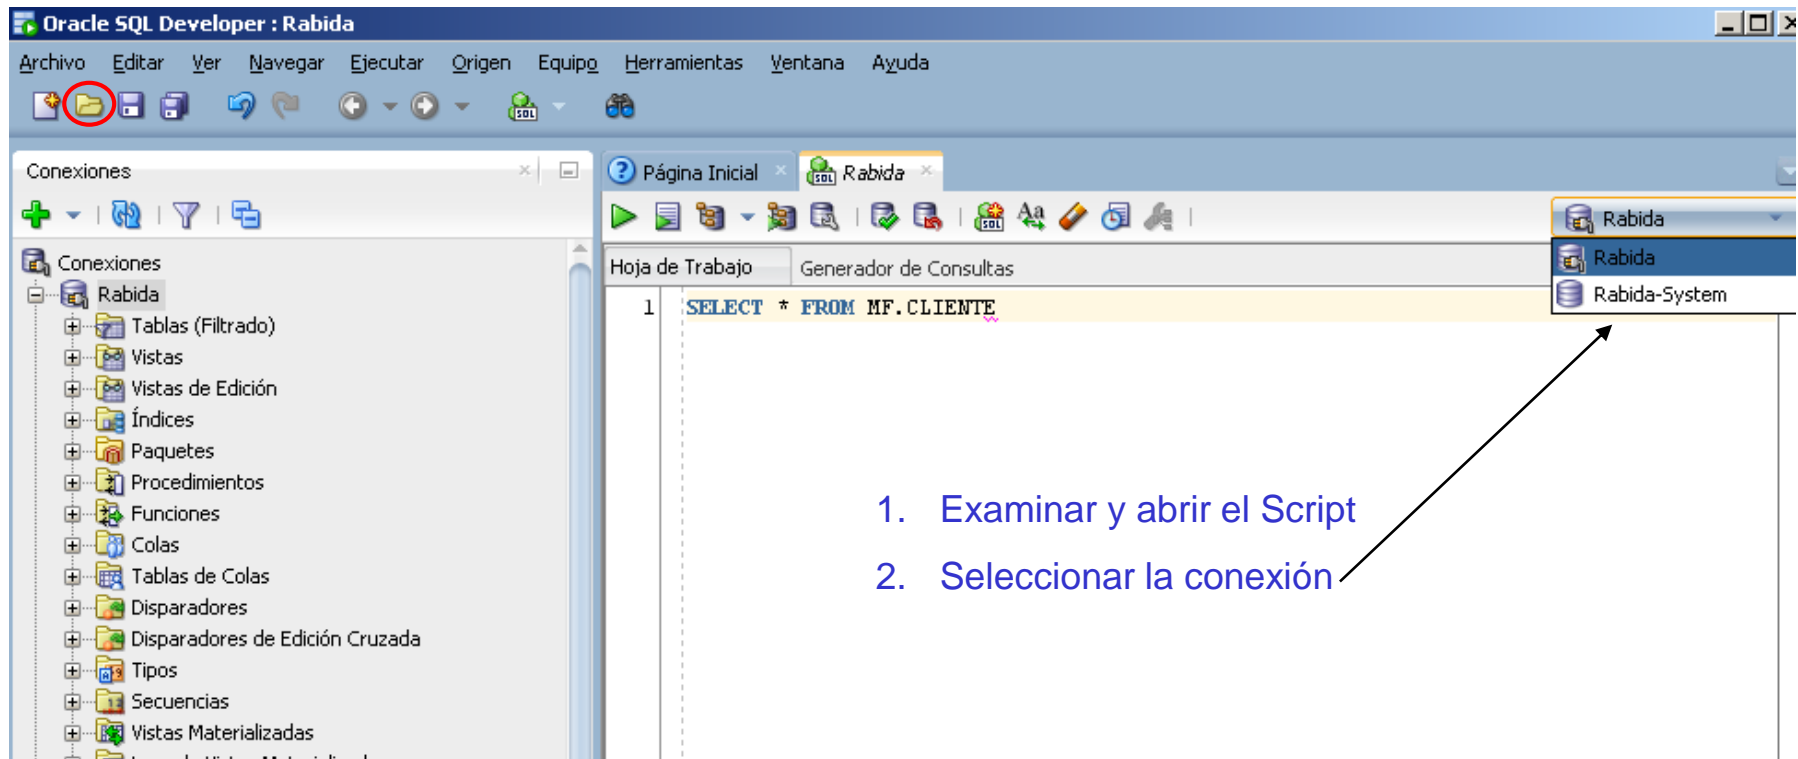 Oracle SQL Developer : Rabida
Archivo Editar Ver Navegar Ejecutar Origen Equipo Herramientas Ventana Ayuda
SQL
Conexiones
Página Inicial
Rabida
Rabida
Rabida
Rabida-System
Conexiones
Rabida
Tablas (Filtrado)
Vistas
Vistas de Edición
Índices
Paquetes
Procedimientos
Funciones
Colas
Tablas de Colas
Disparadores
Disparadores de Edición Cruzada
Tipos
Secuencias
Vistas Materializadas
Hoja de Trabajo
Generador de Consultas
1 SELECT * FROM MF.CLIENTE
1. Examinar y abrir el Script
2. Seleccionar la conexión